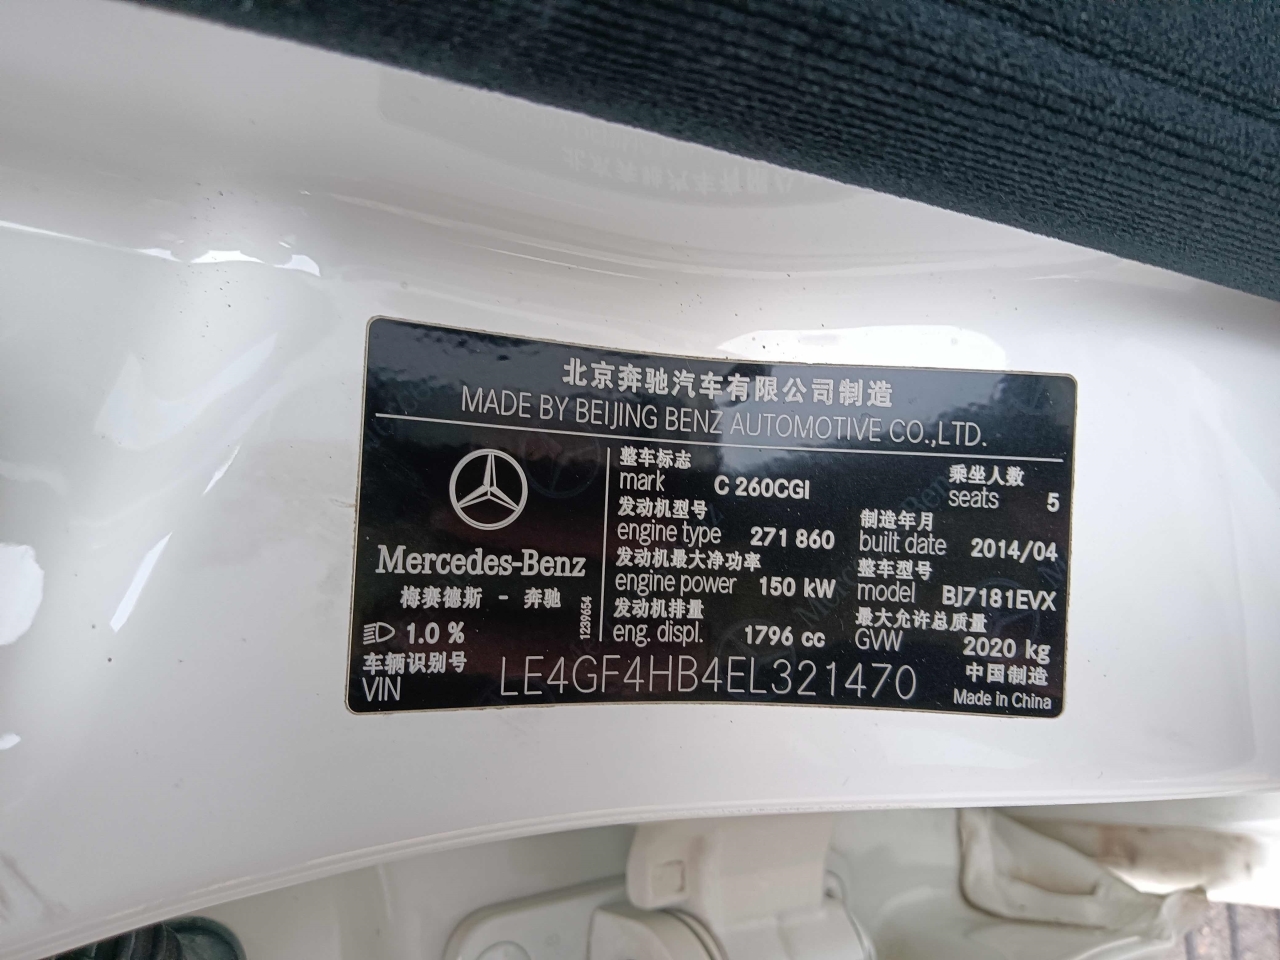 北京奔驰汽车有限公司制造
MADE BY BEIJING BENZ AUTOMOTIVE CO.,LTD.
Mercedes-Benz
梅赛德斯 - 奔驰
1.0 %
1239654
整车标志
mark C 260CGI
乘坐人数
seats 5
发动机型号
engine type 271 860
制造年月
built date 2014/04
发动机最大净功率
engine power 150 kW
整车型号
model BJ7181EVX
发动机排量
eng. displ. 1796 cc
最大允许总质量
GVW 2020 kg
车辆识别号
VIN LE4GF4HB4EL321470
中国制造
Made in China